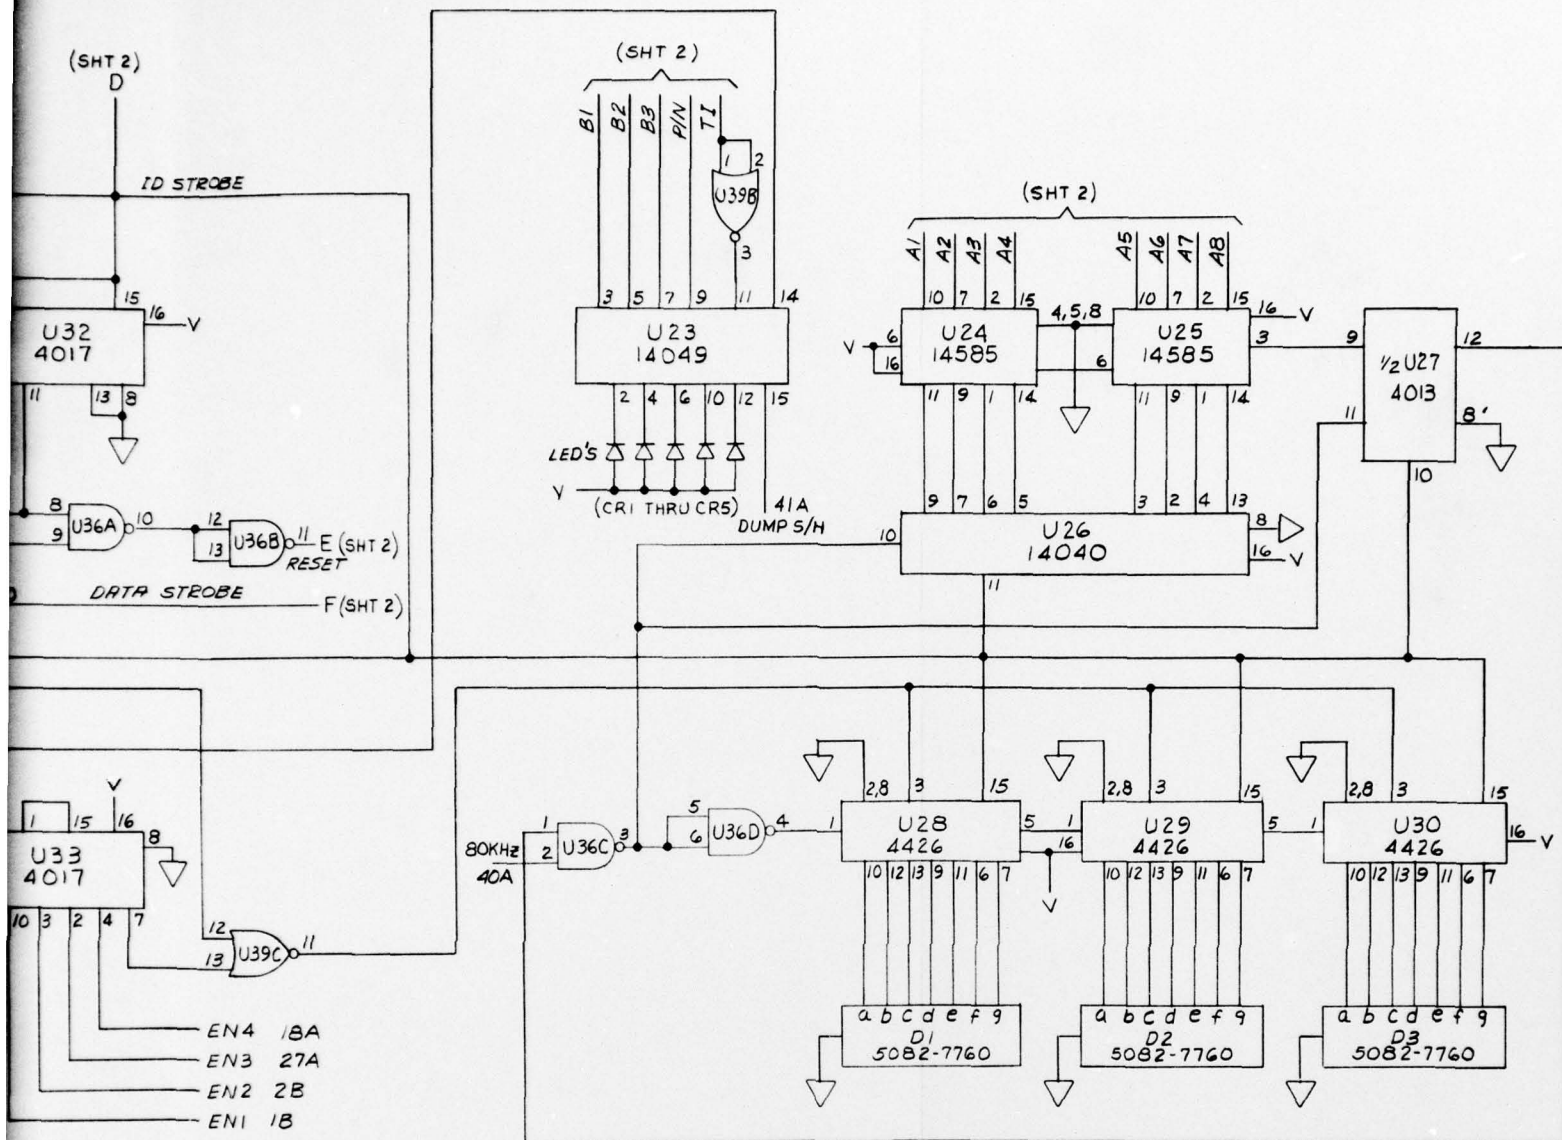 (SHT 2)
D
ID STROBE
15
16 V
U32
4017
11 13 8
8
9
U36A
10
12
13
U36B
11 E (SHT 2)
RESET
DATA STROBE
F (SHT 2)
(SHT 2)
B1 B2 B3 P/N TI
1 2
U39B
3
3 5 7 9 11 14
U23
14049
2 4 6 10 12 15
LED'S
V
(CR1 THRU CR5)
41A
DUMP S/H
(SHT 2)
A1 A2 A3 A4 A5 A6 A7 A8
10 7 2 15
4,5,8
10 7 2 15
16 V
V 6
16
U24
14585
6
U25
14585
3
11 9 1 14
11 9 1 14
9
12
1/2 U27
4013
11
8'
10
9 7 6 5 3 2 4 13
10
U26
14040
8
16 V
11
V
1 15 16
8
U33
4017
10 3 2 4 7
12
13
U39C
11
EN4 18A
EN3 27A
EN2 2B
EN1 1B
80KHz
40A
1
2
U36C
3
5
6
U36D
4
2,8 3 15
1
U28
4426
5
10 12 13 9 11 6 7
2,8 3 15
1
16
V
U29
4426
5
10 12 13 9 11 6 7
2,8 3 15
1
U30
4426
16 V
10 12 13 9 11 6 7
a b c d e f g
D1
5082-7760
a b c d e f g
D2
5082-7760
a b c d e f g
D3
5082-7760